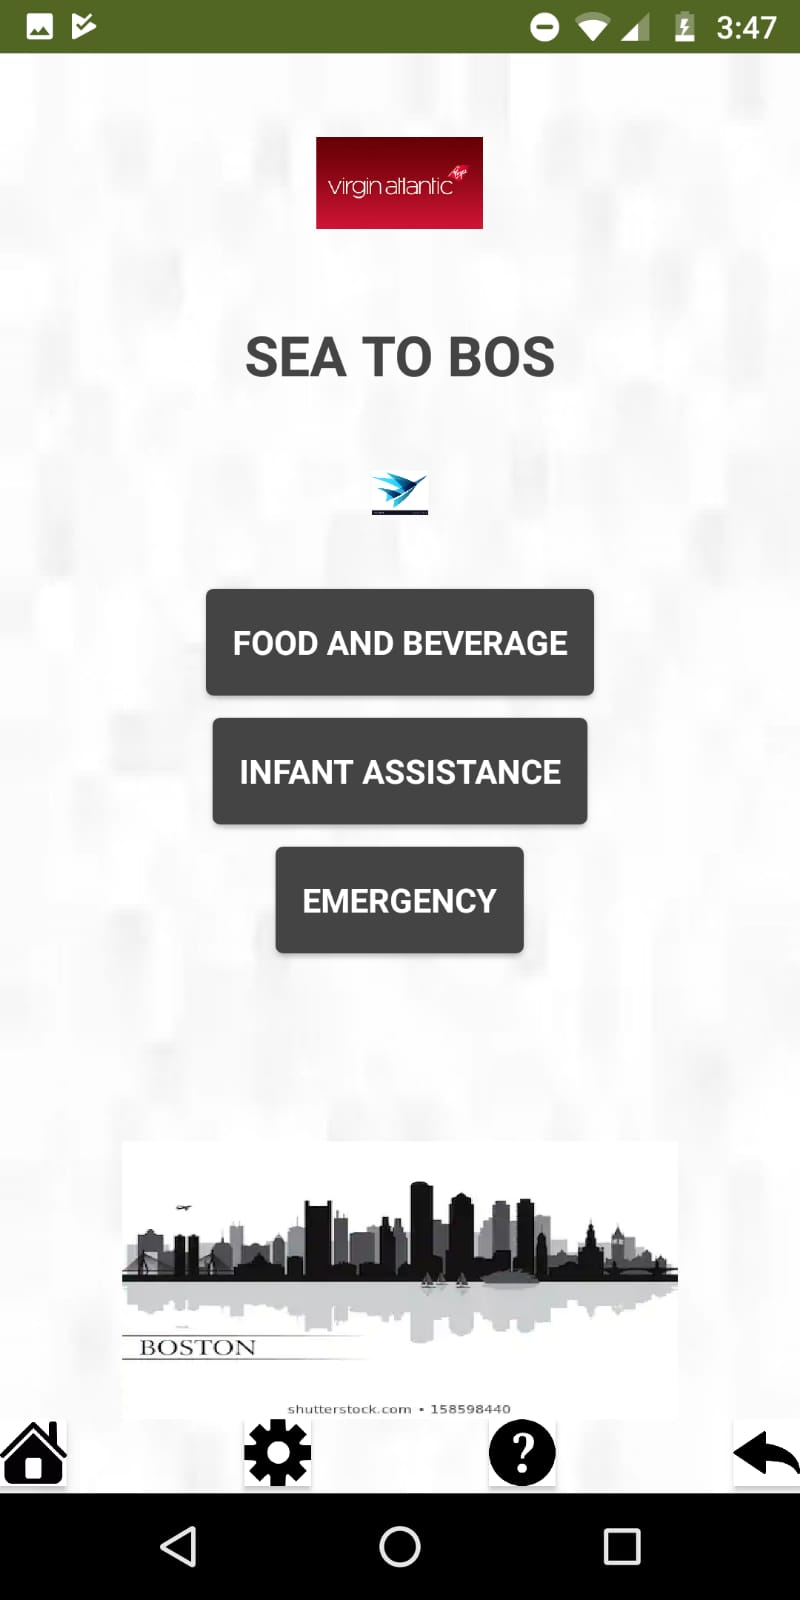 3:47
virgin atlantic
SEA TO BOS
FOOD AND BEVERAGE
INFANT ASSISTANCE
EMERGENCY
BOSTON
shutterstock.com • 158598440
?